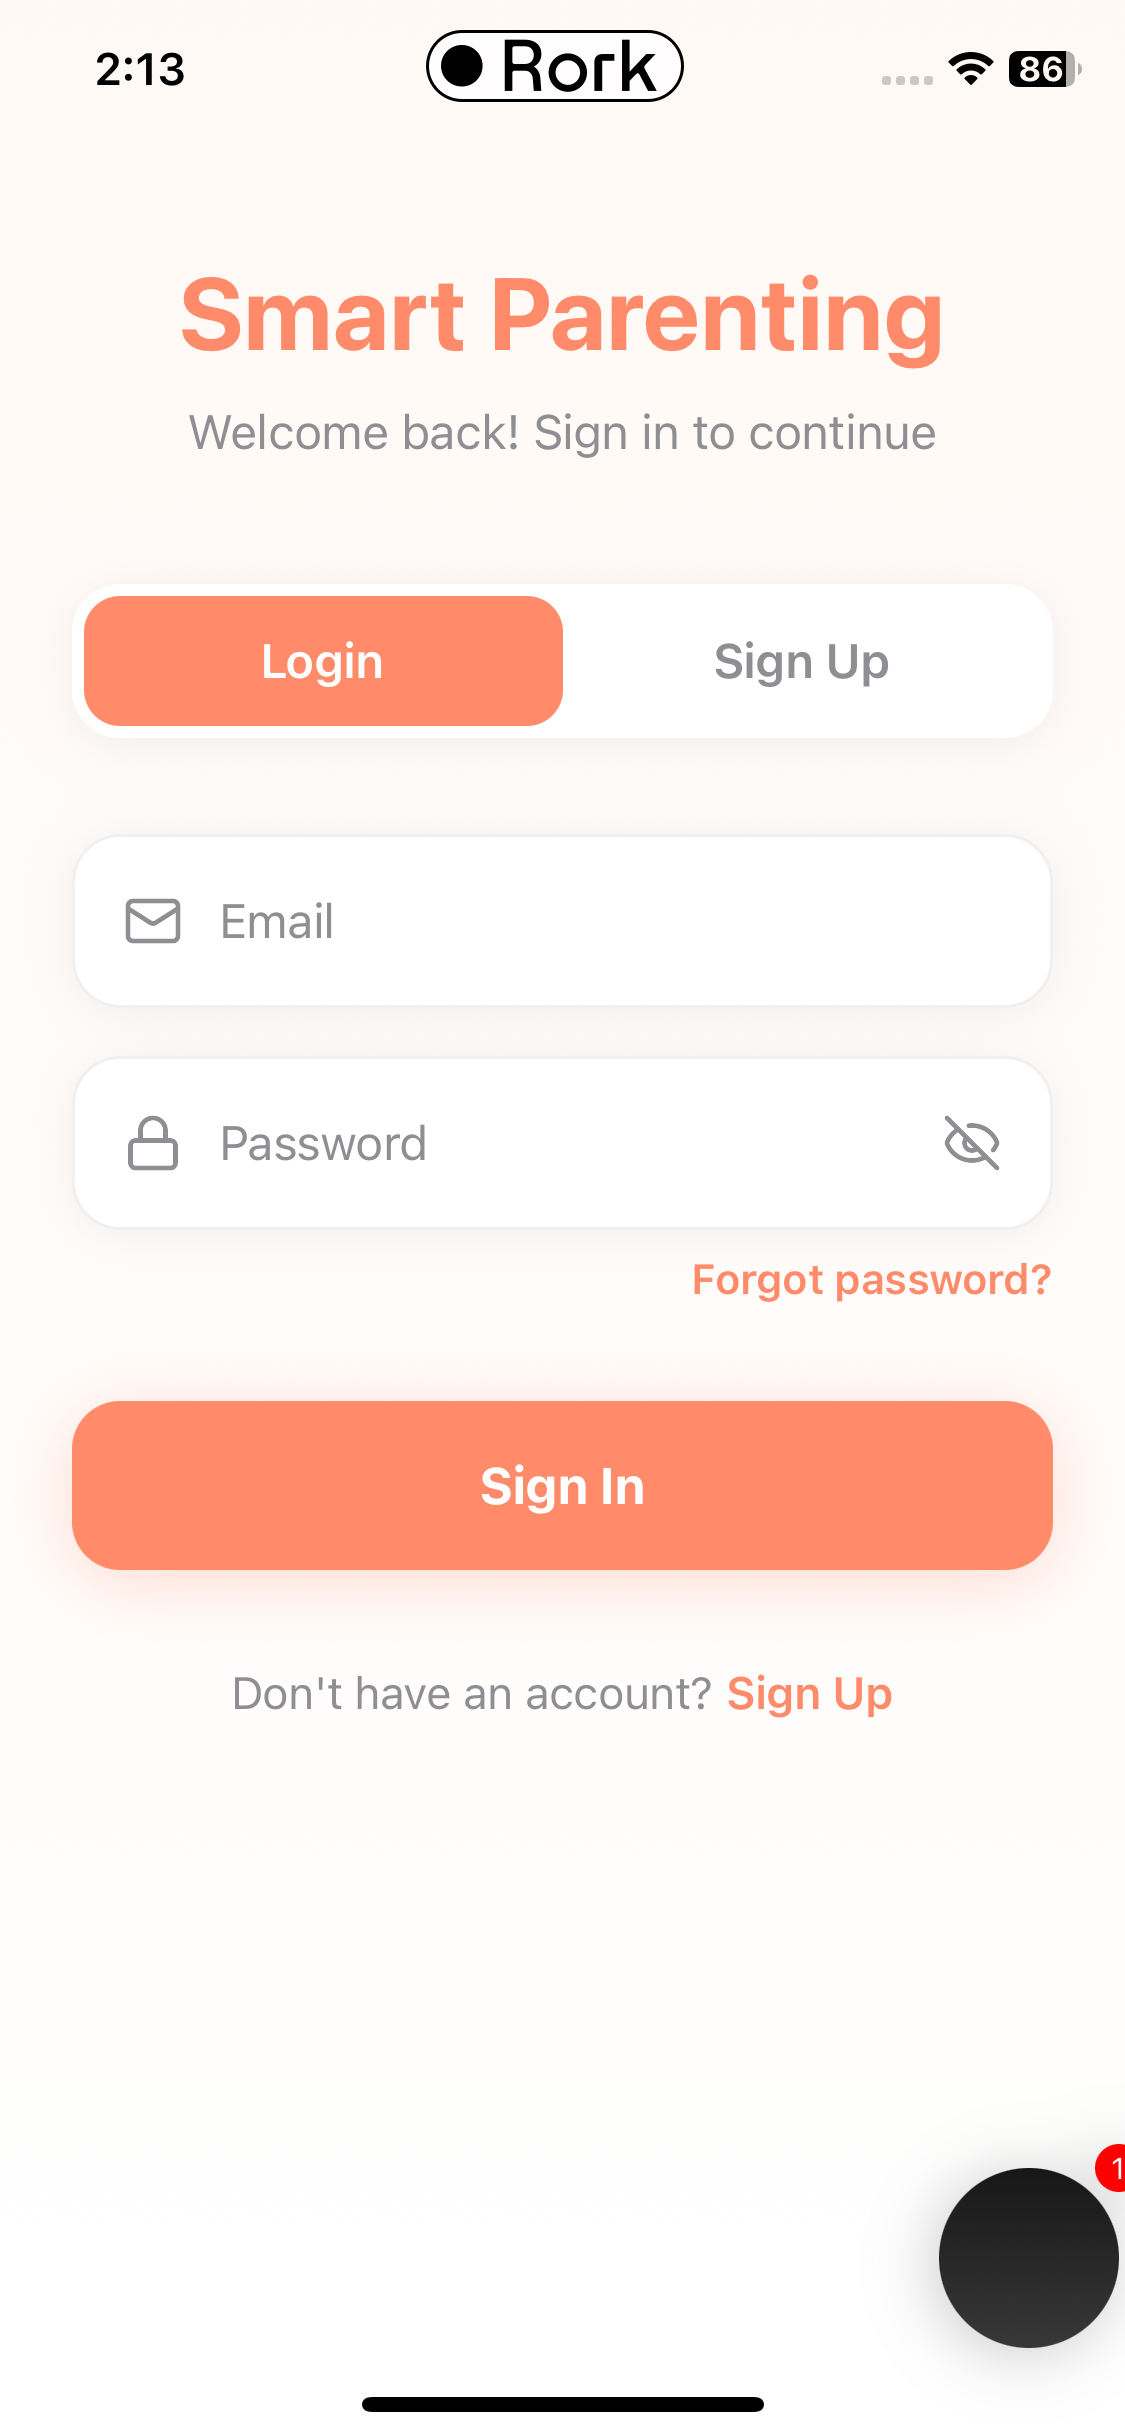 2:13
Rork
86
Smart Parenting
Welcome back! Sign in to continue
Login
Sign Up
Email
Password
Forgot password?
Sign In
Don't have an account? Sign Up
1